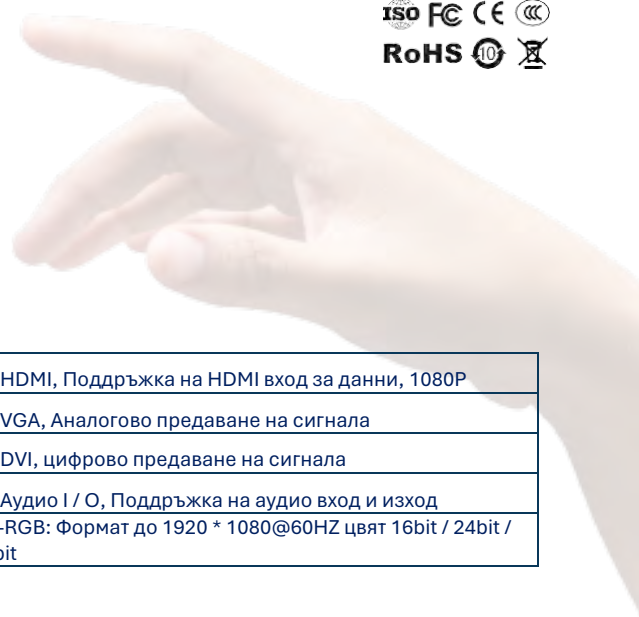 ISO FC CE CCC
RoHS 10
HDMI, Поддръжка на HDMI вход за данни, 1080P
VGA, Аналогово предаване на сигнала
DVI, цифрово предаване на сигнала
Аудио I / O, Поддръжка на аудио вход и изход
-RGB: Формат до 1920 * 1080@60HZ цвят 16bit / 24bit /
bit